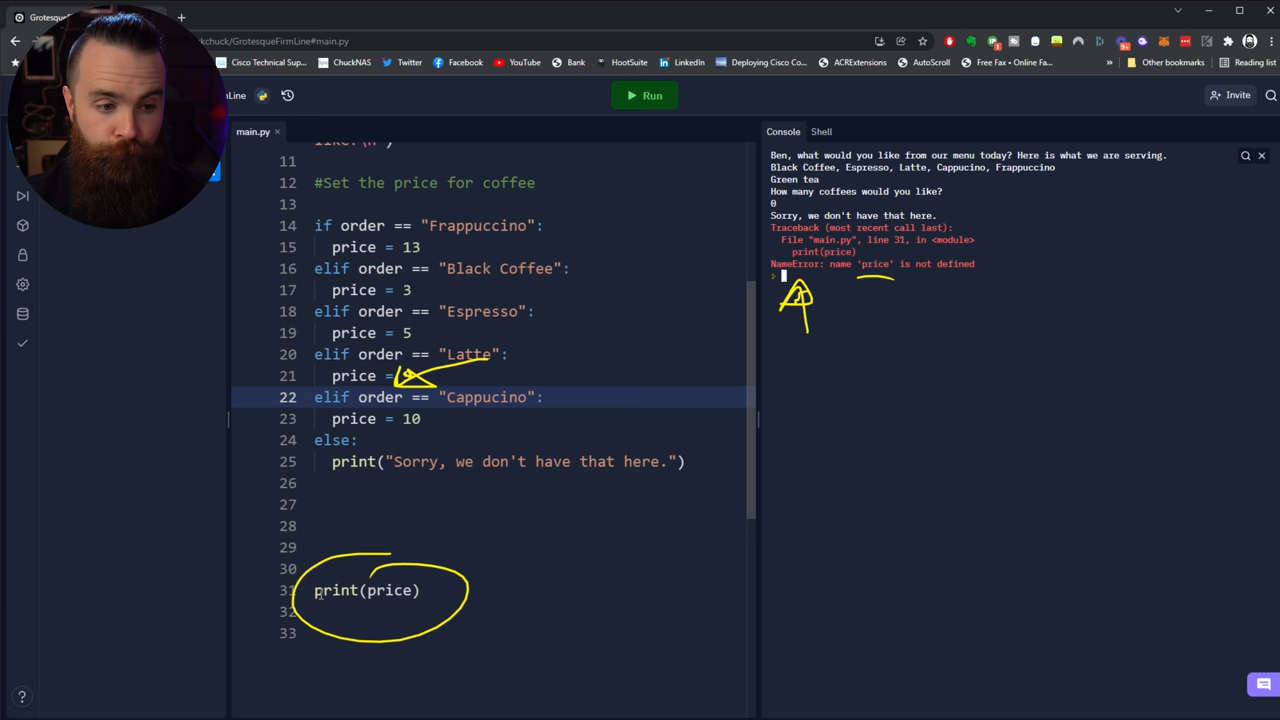 GrotesqueFirmLine
kchuck/GrotesqueFirmLine#main.py
Cisco Technical Sup...
ChuckNAS
Twitter
Facebook
YouTube
Bank
HootSuite
LinkedIn
Deploying Cisco Co...
ACRExtensions
AutoScroll
Free Fax / Online Fa...
»
Other bookmarks
Reading list
mLine
Run
Invite
main.py ×
11
12 #Set the price for coffee
13
14 if order == "Frappuccino":
15 price = 13
16 elif order == "Black Coffee":
17 price = 3
18 elif order == "Espresso":
19 price = 5
20 elif order == "Latte":
21 price =
22 elif order == "Cappucino":
23 price = 10
24 else:
25 print("Sorry, we don't have that here.")
26
27
28
29
30
31 print(price)
32
33
Console Shell
Ben, what would you like from our menu today? Here is what we are serving.
Black Coffee, Espresso, Latte, Cappucino, Frappuccino
Green tea
How many coffees would you like?
0
Sorry, we don't have that here.
Traceback (most recent call last):
File "main.py", line 31, in <module>
print(price)
NameError: name 'price' is not defined
>
?